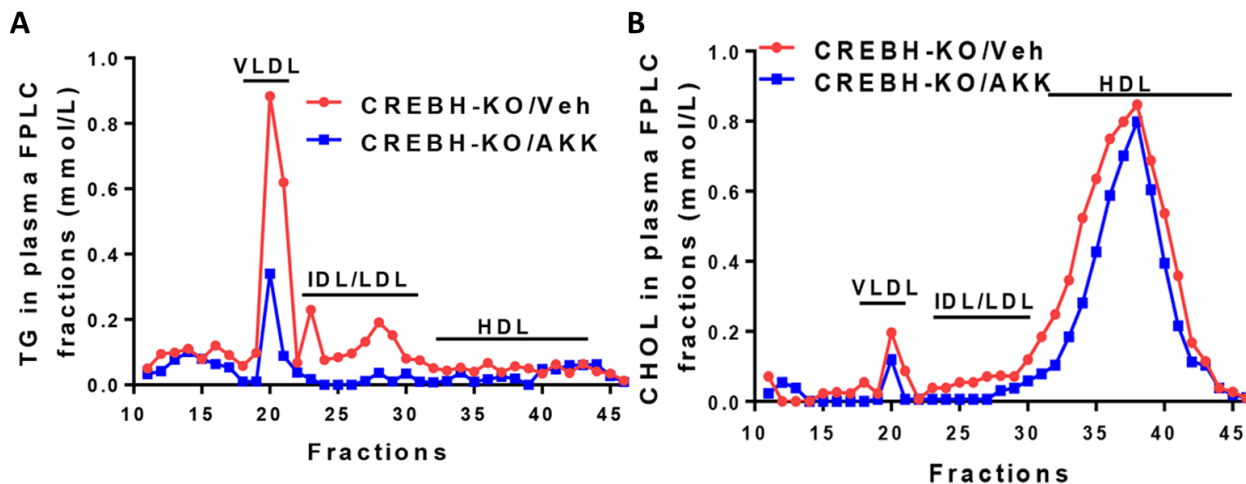 A
TG in plasma FPLC
fractions (mmol/L)
1.0
0.8
0.6
0.4
0.2
0.0
VLDL
CREBH-KO/Veh
CREBH-KO/AKK
IDL/LDL
HDL
10 15 20 25 30 35 40 45
Fractions
B
CHOL in plasma FPLC
fractions (mmol/L)
1.0
0.8
0.6
0.4
0.2
0.0
CREBH-KO/Veh
CREBH-KO/AKK
HDL
VLDL
IDL/LDL
10 15 20 25 30 35 40 45
Fractions